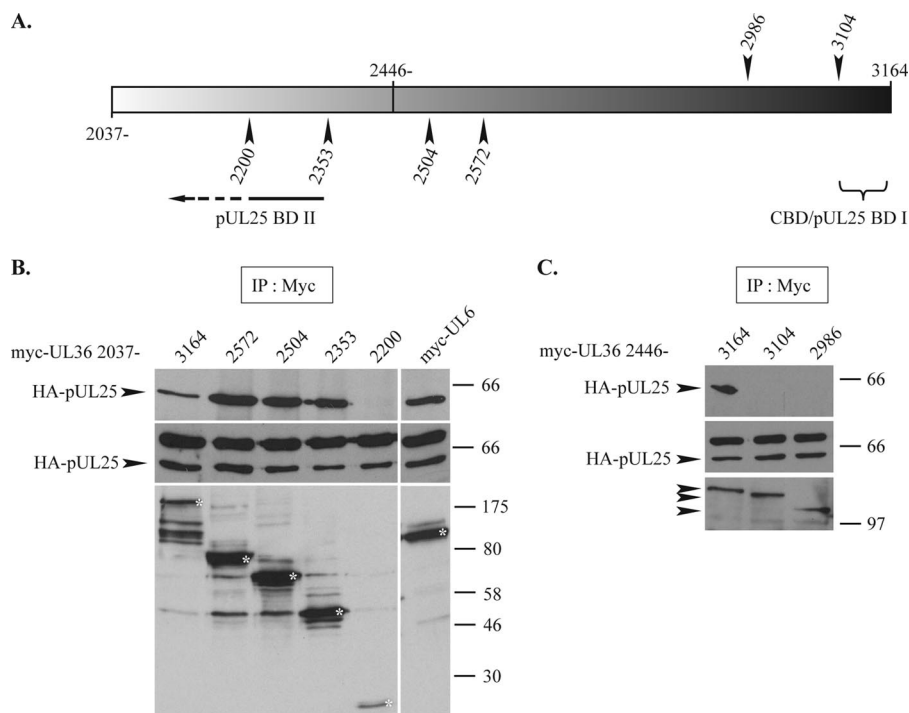 A.
2986
3104
2446-
3164
2037-
2200
2353
2504
2572
pUL25 BD II
CBD/pUL25 BD I
B.
IP : Myc
myc-UL36 2037-
3164
2572
2504
2353
2200
myc-UL6
HA-pUL25
66
HA-pUL25
66
*
*
*
*
*
*
175
80
58
46
30
C.
IP : Myc
myc-UL36 2446-
3164
3104
2986
HA-pUL25
66
HA-pUL25
66
97